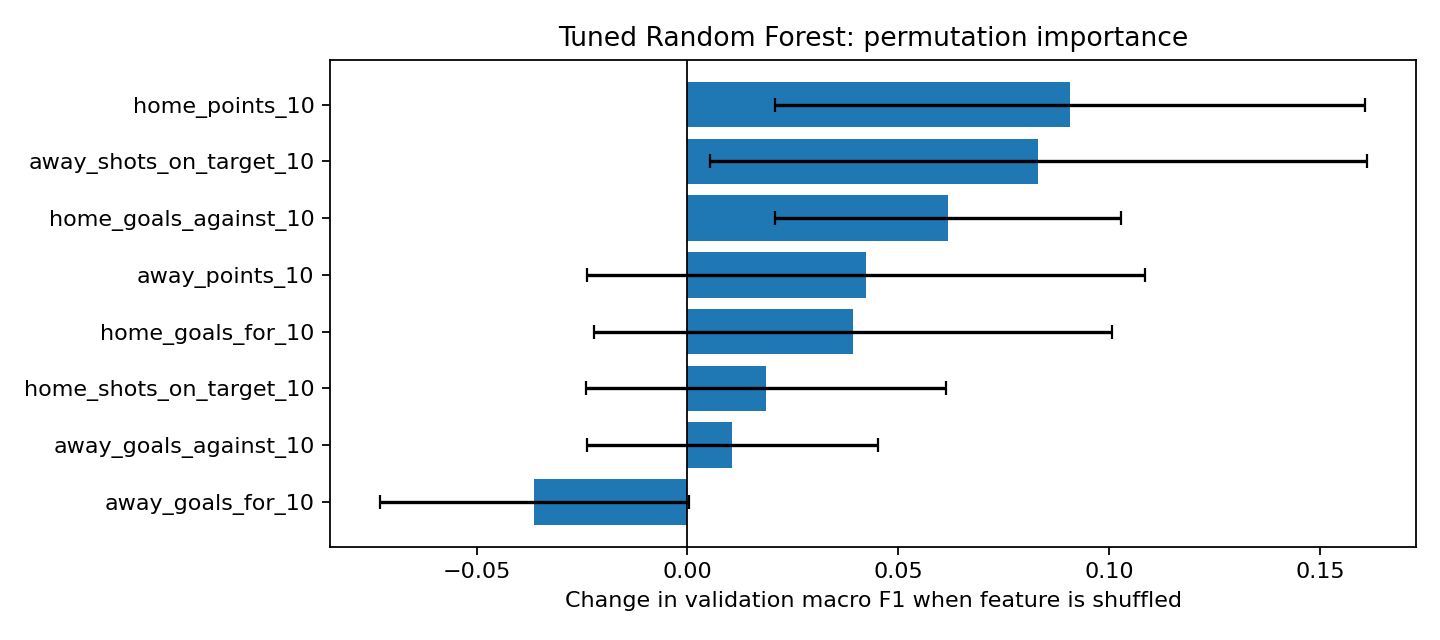 Tuned Random Forest: permutation importance
home_points_10
away_shots_on_target_10
home_goals_against_10
away_points_10
home_goals_for_10
home_shots_on_target_10
away_goals_against_10
away_goals_for_10
−0.05 0.00 0.05 0.10 0.15
Change in validation macro F1 when feature is shuffled